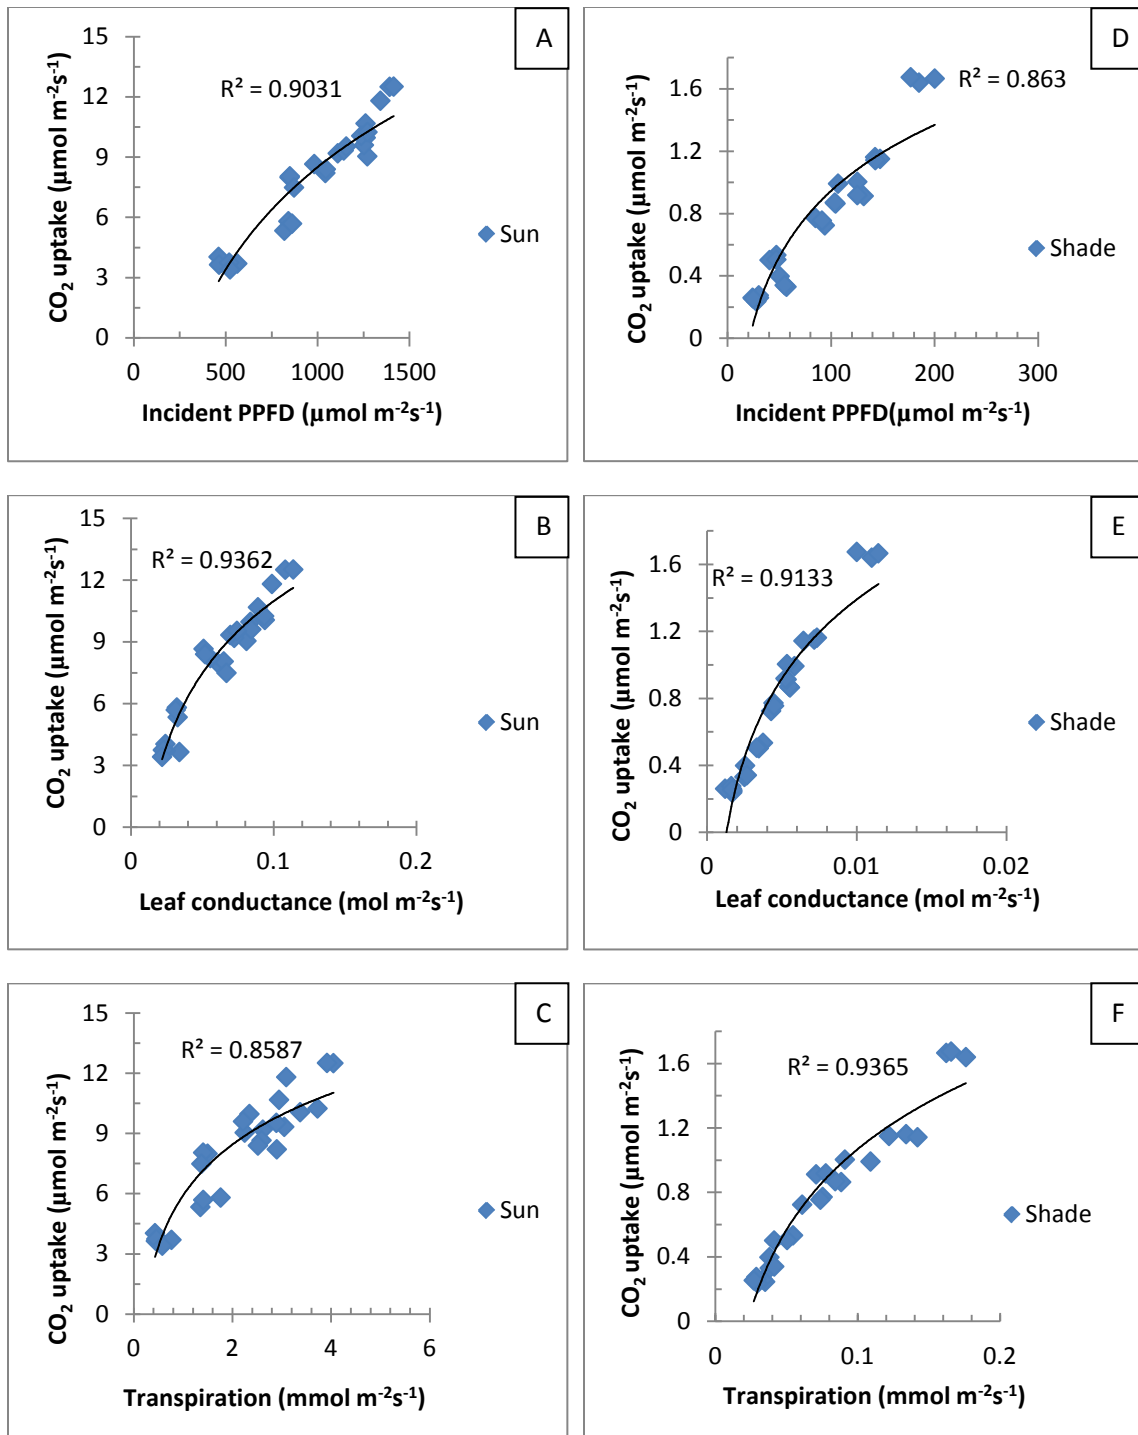 A
CO₂ uptake (µmol m⁻²s⁻¹)
15
12
9
6
3
0
R² = 0.9031
Sun
0 500 1000 1500
Incident PPFD (µmol m⁻²s⁻¹)
D
CO₂ uptake (µmol m⁻²s⁻¹)
1.6
1.2
0.8
0.4
0
R² = 0.863
Shade
0 100 200 300
Incident PPFD(µmol m⁻²s⁻¹)
B
CO₂ uptake (µmol m⁻²s⁻¹)
15
12
9
6
3
0
R² = 0.9362
Sun
0 0.1 0.2
Leaf conductance (mol m⁻²s⁻¹)
E
CO₂ uptake (µmol m⁻²s⁻¹)
1.6
1.2
0.8
0.4
0
R² = 0.9133
Shade
0 0.01 0.02
Leaf conductance (mol m⁻²s⁻¹)
C
CO₂ uptake (µmol m⁻²s⁻¹)
15
12
9
6
3
0
R² = 0.8587
Sun
0 2 4 6
Transpiration (mmol m⁻²s⁻¹)
F
CO₂ uptake (µmol m⁻²s⁻¹)
1.6
1.2
0.8
0.4
0
R² = 0.9365
Shade
0 0.1 0.2
Transpiration (mmol m⁻²s⁻¹)